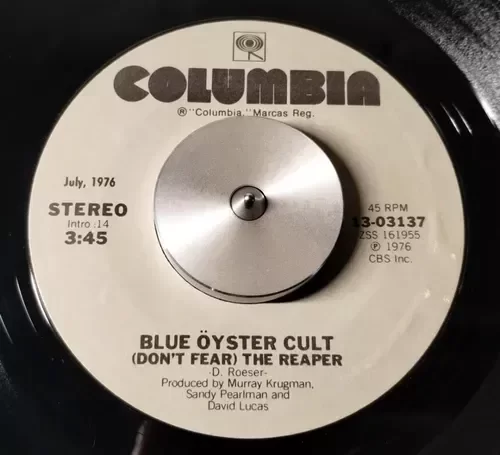 COLUMBIA
® "Columbia," Marcas Reg.
July, 1976
STEREO
Intro :14
3:45
45 RPM
13-03137
ZSS 161955
℗ 1976
CBS Inc.
BLUE ÖYSTER CULT
(DON'T FEAR) THE REAPER
-D. Roeser-
Produced by Murray Krugman,
Sandy Pearlman and
David Lucas